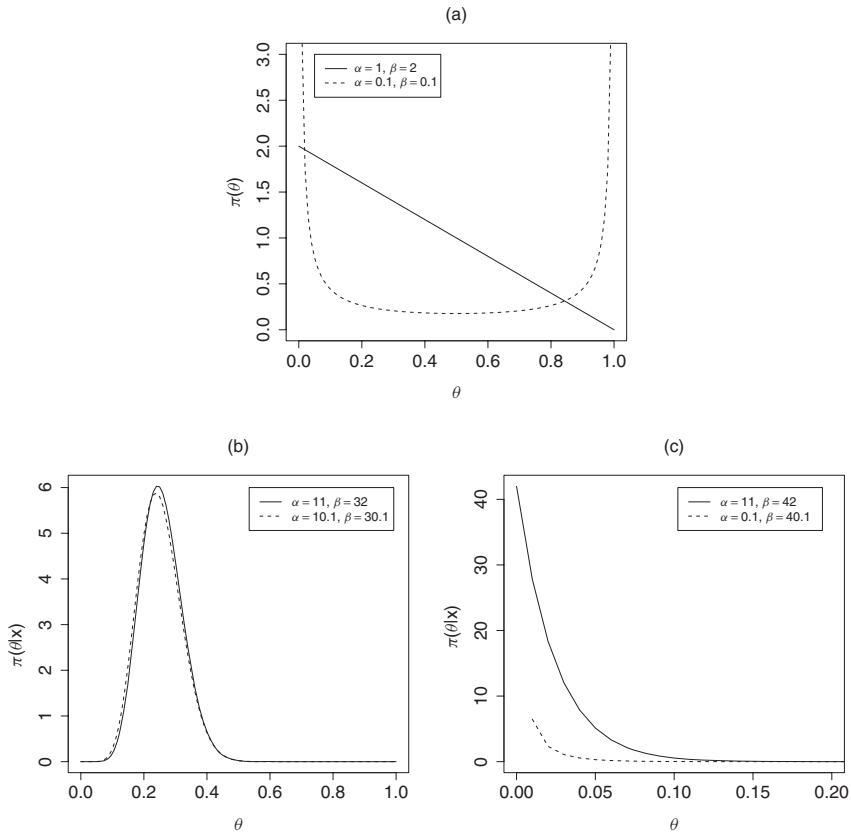 (a)
3.0
2.5
2.0
1.5
1.0
0.5
0.0
π(θ)
α = 1, β = 2
α = 0.1, β = 0.1
0.0 0.2 0.4 0.6 0.8 1.0
θ
(b)
6
5
4
3
2
1
0
π(θ|x)
α = 11, β = 32
α = 10.1, β = 30.1
0.0 0.2 0.4 0.6 0.8 1.0
θ
(c)
40
30
20
10
0
π(θ|x)
α = 11, β = 42
α = 0.1, β = 40.1
0.00 0.05 0.10 0.15 0.20
θ